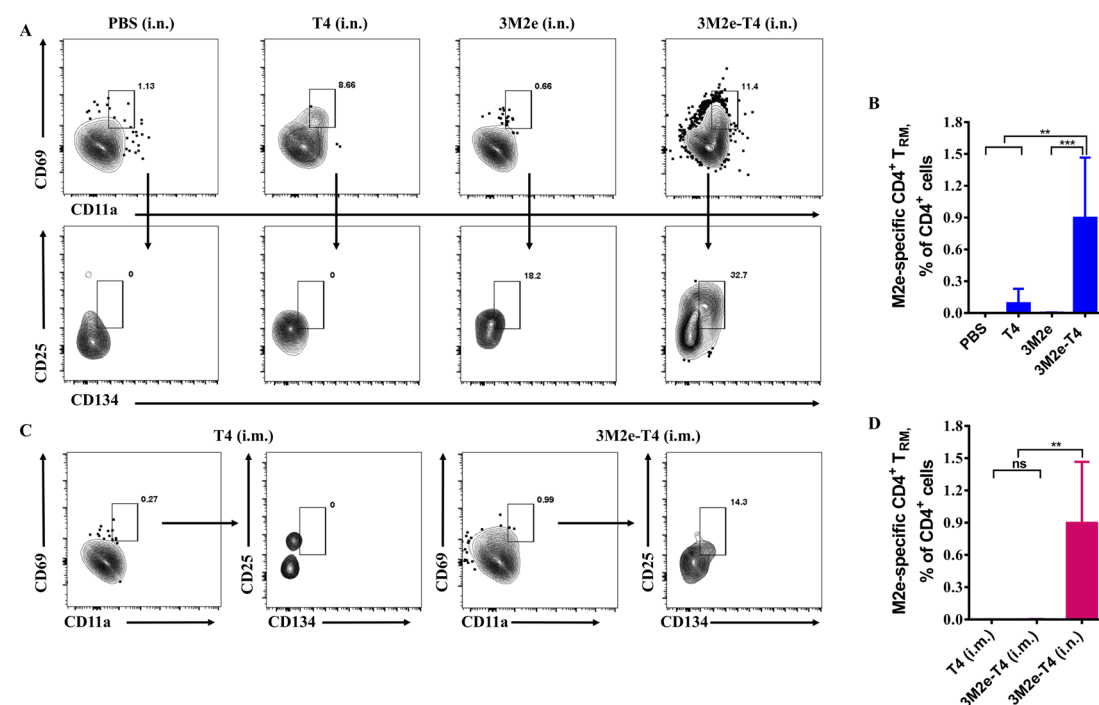 A
PBS (i.n.)
T4 (i.n.)
3M2e (i.n.)
3M2e-T4 (i.n.)
CD69
1.13
8.66
0.66
11.4
CD11a
CD25
0
0
18.2
32.7
CD134
B
M2e-specific CD4+ TRM,
% of CD4+ cells
1.8
1.5
1.2
0.9
0.6
0.3
0.0
**
***
PBS
T4
3M2e
3M2e-T4
C
T4 (i.m.)
3M2e-T4 (i.m.)
CD69
0.27
CD11a
CD25
0
CD134
CD69
0.99
CD11a
CD25
14.3
CD134
D
M2e-specific CD4+ TRM,
% of CD4+ cells
1.8
1.5
1.2
0.9
0.6
0.3
0.0
ns
**
T4 (i.m.)
3M2e-T4 (i.m.)
3M2e-T4 (i.n.)